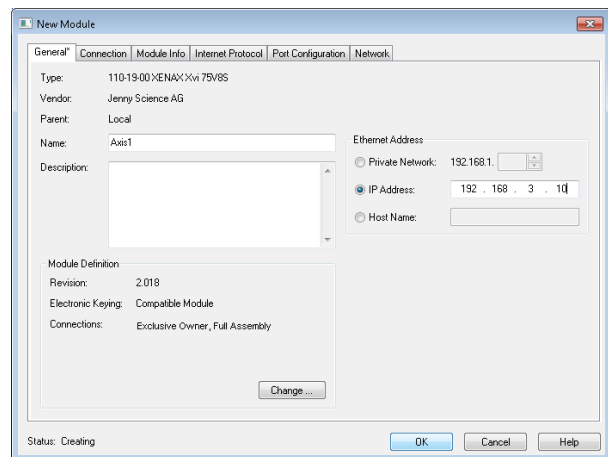 New Module
General* Connection Module Info Internet Protocol Port Configuration Network
Type: 110-19-00 XENAX Xvi 75V8S
Vendor: Jenny Science AG
Parent: Local
Name: Axis1
Description:
Ethernet Address
Private Network: 192.168.1.
IP Address: 192 . 168 . 3 . 10
Host Name:
Module Definition
Revision: 2.018
Electronic Keying: Compatible Module
Connections: Exclusive Owner, Full Assembly
Change ...
Status: Creating
OK Cancel Help